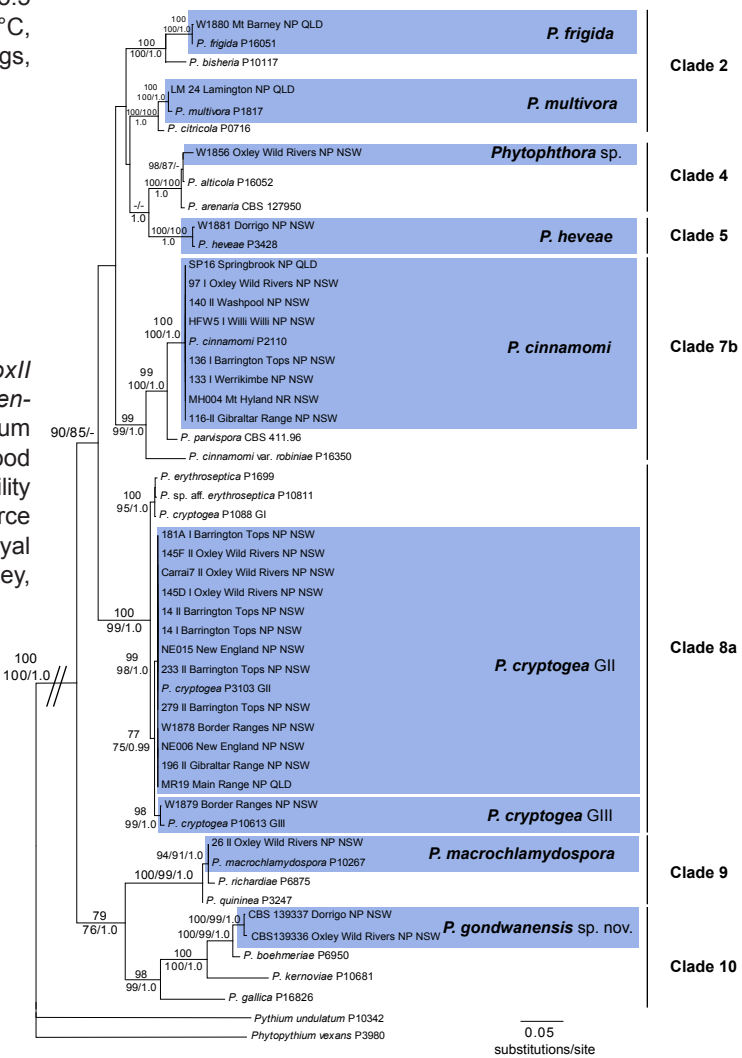 °C,
gs,
oxII
en-
um
ood
ility
rce
yal
ey,
100
100/1.0
W1880 Mt Barney NP QLD
P. frigida P16051
P. frigida
100
100/1.0
P. bisheria P10117
Clade 2
100
100/1.0
LM 24 Lamington NP QLD
P. multivora P1817
P. multivora
100/100
1.0
P. citricola P0716
W1856 Oxley Wild Rivers NP NSW
Phytophthora sp.
98/87/-
Clade 4
100/100
1.0
P. alticola P16052
P. arenaria CBS 127950
-/-
1.0
W1881 Dorrigo NP NSW
100/100
1.0
P. heveae P3428
P. heveae
Clade 5
SP16 Springbrook NP QLD
97 I Oxley Wild Rivers NP NSW
140 II Washpool NP NSW
HFW5 I Willi Willi NP NSW
100
100/1.0
P. cinnamomi P2110
P. cinnamomi
Clade 7b
136 I Barrington Tops NP NSW
133 I Werrikimbe NP NSW
99
100/1.0
MH004 Mt Hyland NR NSW
116-II Gibraltar Range NP NSW
99
99/1.0
P. parvispora CBS 411.96
90/85/-
P. cinnamomi var. robiniae P16350
P. erythroseptica P1699
P. sp. aff. erythroseptica P10811
100
95/1.0
P. cryptogea P1088 GI
181A I Barrington Tops NP NSW
145F II Oxley Wild Rivers NP NSW
Carrai7 II Oxley Wild Rivers NP NSW
145D I Oxley Wild Rivers NP NSW
100
99/1.0
14 II Barrington Tops NP NSW
14 I Barrington Tops NP NSW
NE015 New England NP NSW
Clade 8a
99
98/1.0
233 II Barrington Tops NP NSW
P. cryptogea GII
100
100/1.0
P. cryptogea P3103 GII
279 II Barrington Tops NP NSW
W1878 Border Ranges NP NSW
77
75/0.99
NE006 New England NP NSW
196 II Gibraltar Range NP NSW
MR19 Main Range NP QLD
W1879 Border Ranges NP NSW
98
99/1.0
P. cryptogea P10613 GIII
P. cryptogea GIII
26 II Oxley Wild Rivers NP NSW
94/91/1.0
P. macrochlamydospora P10267
P. macrochlamydospora
100/99/1.0
P. richardiae P6875
Clade 9
P. quininea P3247
79
76/1.0
100/99/1.0
CBS 139337 Dorrigo NP NSW
P. gondwanensis sp. nov.
100/99/1.0
CBS139336 Oxley Wild Rivers NP NSW
P. boehmeriae P6950
100
100/1.0
Clade 10
P. kernoviae P10681
98
99/1.0
P. gallica P16826
Pythium undulatum P10342
Phytopythium vexans P3980
0.05
substitutions/site